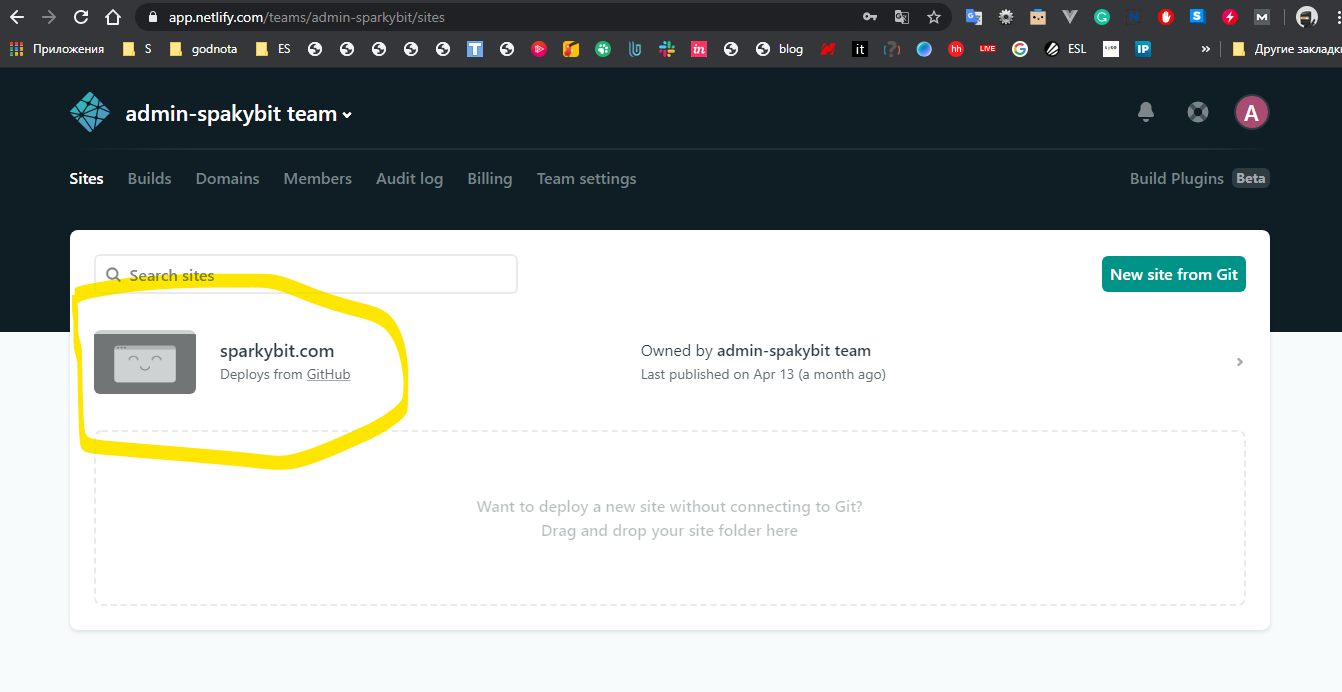 app.netlify.com/teams/admin-sparkybit/sites
Приложения S godnota ES blog it hh LIVE G ESL IP » Другие закладки
admin-spakybit team
A
Sites Builds Domains Members Audit log Billing Team settings Build Plugins Beta
Search sites
New site from Git
sparkybit.com
Deploys from GitHub
Owned by admin-spakybit team
Last published on Apr 13 (a month ago)
Want to deploy a new site without connecting to Git?
Drag and drop your site folder here